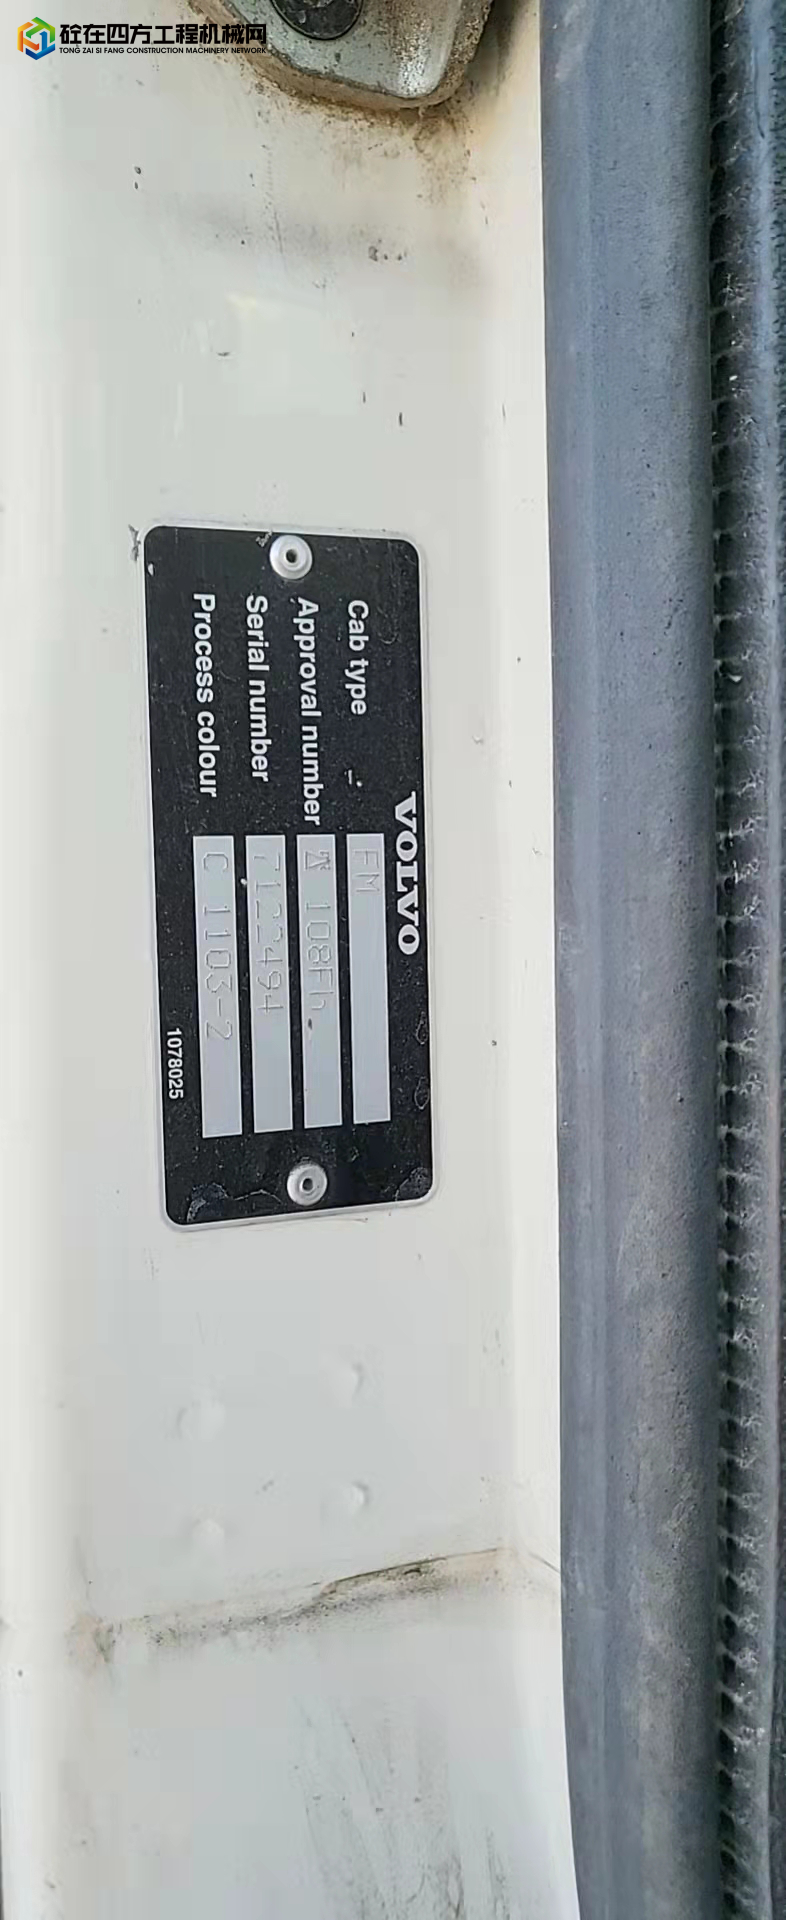 砼在四方工程机械网
TONG ZAI SI FANG CONSTRUCTION MACHINERY NETWORK
VOLVO
Cab type FM
Approval number 108Fh
Serial number 7122494
Process colour C 1103-2
1078025